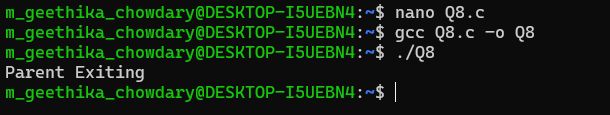 m_geethika_chowdary@DESKTOP-I5UEBN4:~$ nano Q8.c
m_geethika_chowdary@DESKTOP-I5UEBN4:~$ gcc Q8.c -o Q8
m_geethika_chowdary@DESKTOP-I5UEBN4:~$ ./Q8
Parent Exiting
m_geethika_chowdary@DESKTOP-I5UEBN4:~$